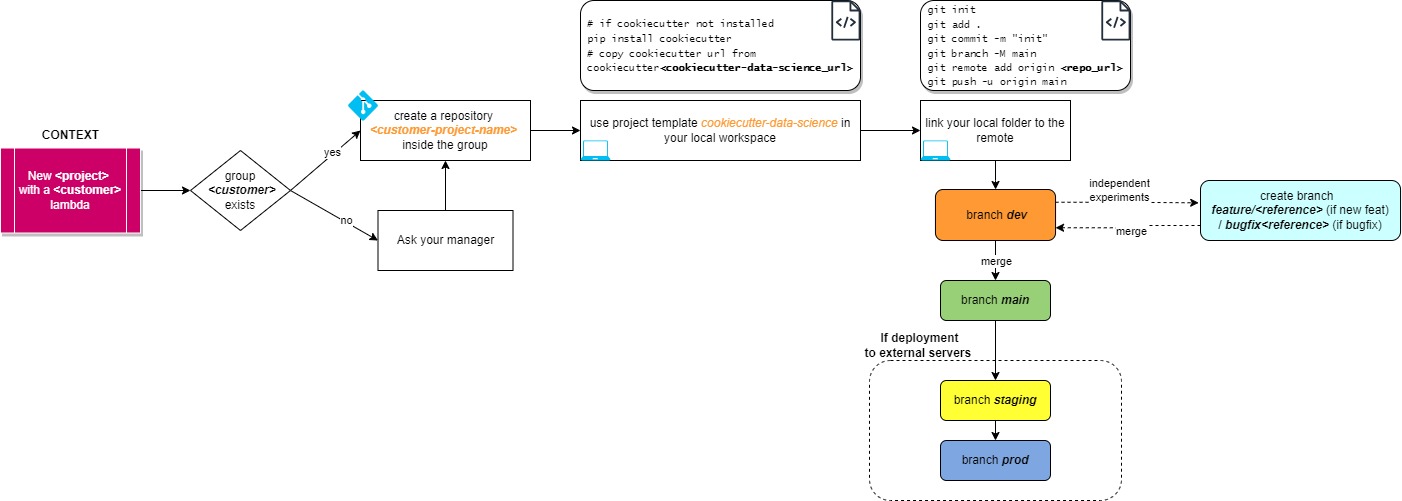 CONTEXT
New <project>
with a <customer>
lambda
group
<customer>
exists
yes
no
create a repository
<customer-project-name>
inside the group
Ask your manager
# if cookiecutter not installed
pip install cookiecutter
# copy cookiecutter url from
cookiecutter<cookiecutter-data-science_url>
</>
use project template cookiecutter-data-science in
your local workspace
git init
git add .
git commit -m "init"
git branch -M main
git remote add origin <repo_url>
git push -u origin main
</>
link your local folder to the
remote
branch dev
independent
experiments
merge
create branch
feature/<reference> (if new feat)
/ bugfix<reference> (if bugfix)
merge
branch main
If deployment
to external servers
branch staging
branch prod